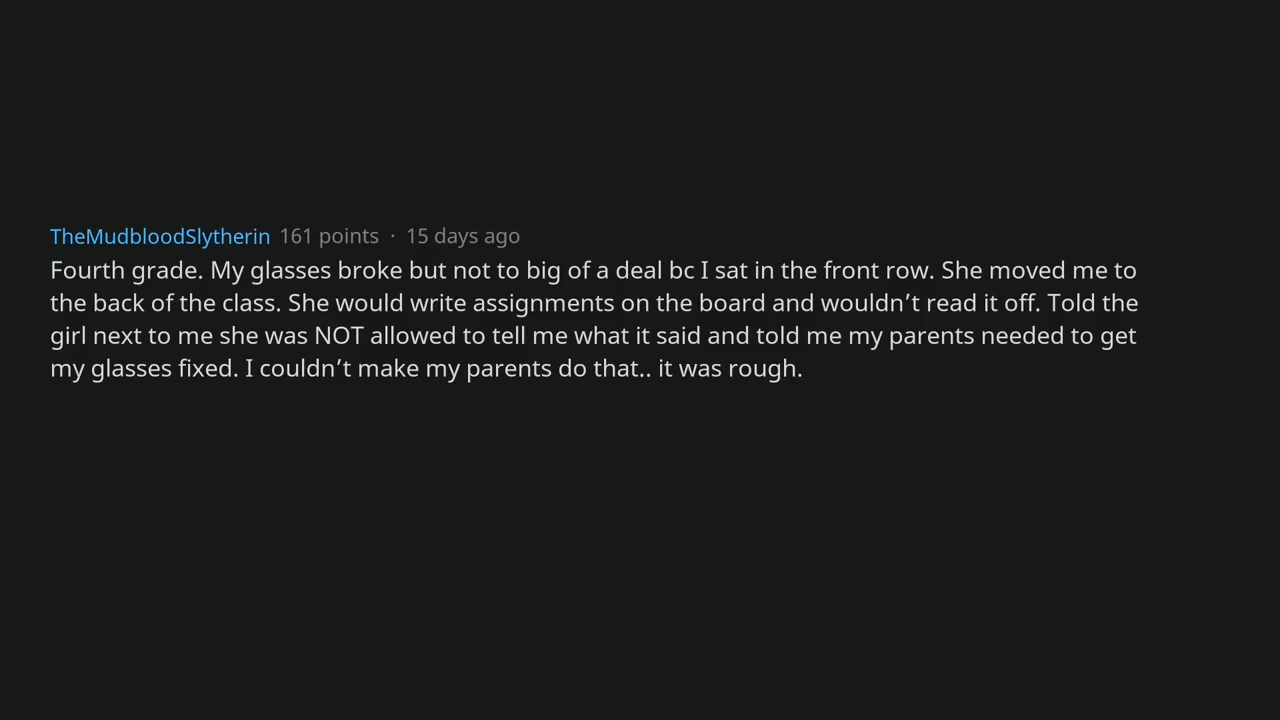 TheMudbloodSlytherin 161 points · 15 days ago
Fourth grade. My glasses broke but not to big of a deal bc I sat in the front row. She moved me to
the back of the class. She would write assignments on the board and wouldn’t read it off. Told the
girl next to me she was NOT allowed to tell me what it said and told me my parents needed to get
my glasses fixed. I couldn’t make my parents do that.. it was rough.